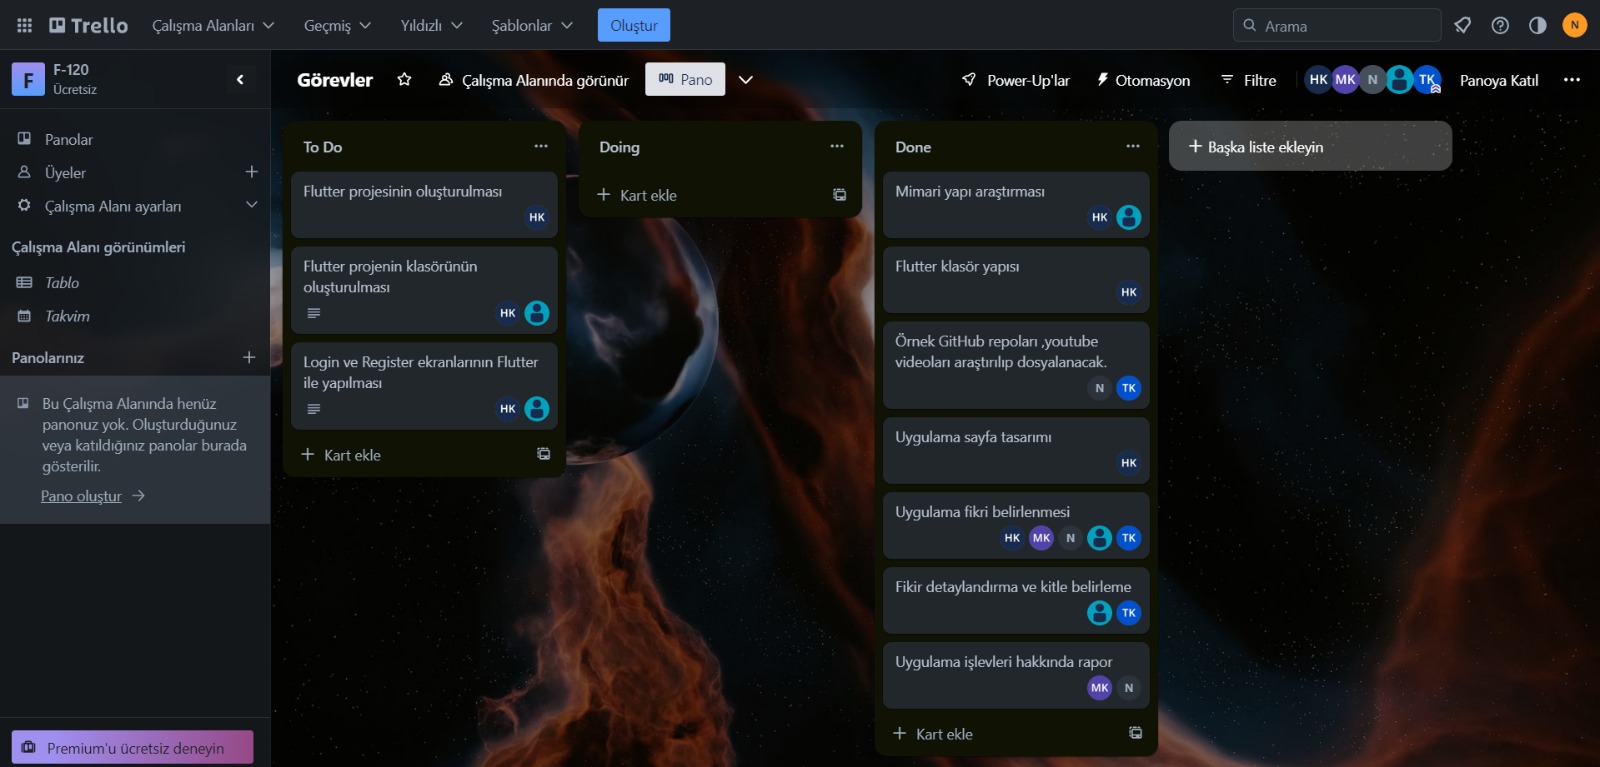 Trello
Çalışma Alanları
Geçmiş
Yıldızlı
Şablonlar
Oluştur
Arama
N
F
F-120
Ücretsiz
Panolar
Üyeler
Çalışma Alanı ayarları
Çalışma Alanı görünümleri
Tablo
Takvim
Panolarınız
Bu Çalışma Alanında henüz
panonuz yok. Oluşturduğunuz
veya katıldığınız panolar burada
gösterilir.
Pano oluştur
Premium'u ücretsiz deneyin
Görevler
Çalışma Alanında görünür
Pano
Power-Up'lar
Otomasyon
Filtre
HK MK N TK
Panoya Katıl
To Do
Flutter projesinin oluşturulması
HK
Flutter projenin klasörünün
oluşturulması
HK
Login ve Register ekranlarının Flutter
ile yapılması
HK
Kart ekle
Doing
Kart ekle
Done
Mimari yapı araştırması
HK
Flutter klasör yapısı
HK
Örnek GitHub repoları ,youtube
videoları araştırılıp dosyalanacak.
N TK
Uygulama sayfa tasarımı
HK
Uygulama fikri belirlenmesi
HK MK N TK
Fikir detaylandırma ve kitle belirleme
TK
Uygulama işlevleri hakkında rapor
MK N
Kart ekle
Başka liste ekleyin